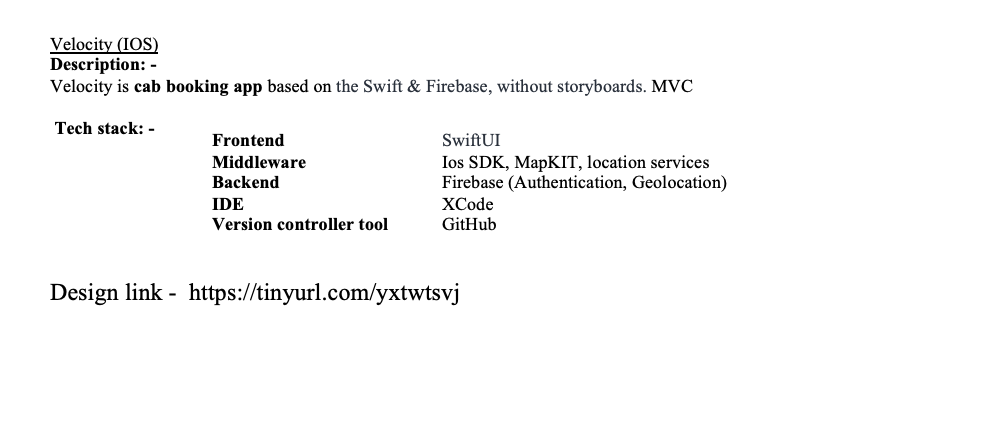 Velocity (IOS)
Description: -
Velocity is cab booking app based on the Swift & Firebase, without storyboards. MVC
Tech stack: -
Frontend SwiftUI
Middleware Ios SDK, MapKIT, location services
Backend Firebase (Authentication, Geolocation)
IDE XCode
Version controller tool GitHub
Design link - https://tinyurl.com/yxtwtsvj